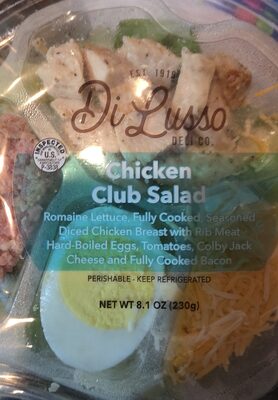 EST. 1919
Di Lusso
DELI CO.
INSPECTED
U.S.
Chicken
Club Salad
Romaine Lettuce, Fully Cooked, Seasoned
Diced Chicken Breast with Rib Meat
Hard-Boiled Eggs, Tomatoes, Colby Jack
Cheese and Fully Cooked Bacon
PERISHABLE - KEEP REFRIGERATED
NET WT 8.1 OZ (230g)